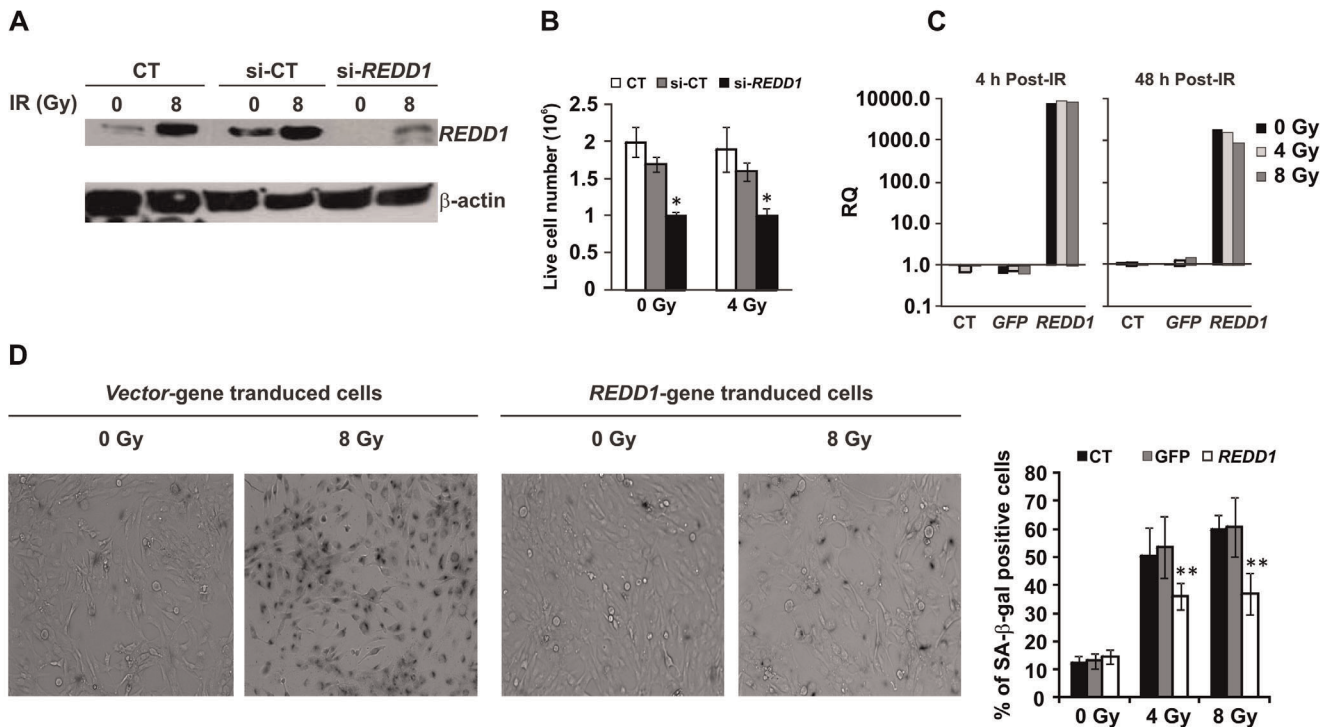 A
CT si-CT si-REDD1
IR (Gy) 0 8 0 8 0 8
REDD1
β-actin
B
CT si-CT si-REDD1
Live cell number (10⁶)
2.5
2
1.5
1
0.5
0
* *
0 Gy 4 Gy
C
4 h Post-IR 48 h Post-IR
RQ
10000.0
1000.0
100.0
10.0
1.0
0.1
0 Gy
4 Gy
8 Gy
CT GFP REDD1 CT GFP REDD1
D
Vector-gene tranduced cells REDD1-gene tranduced cells
0 Gy 8 Gy 0 Gy 8 Gy
CT GFP REDD1
% of SA-β-gal positive cells
80
70
60
50
40
30
20
10
0
** **
0 Gy 4 Gy 8 Gy